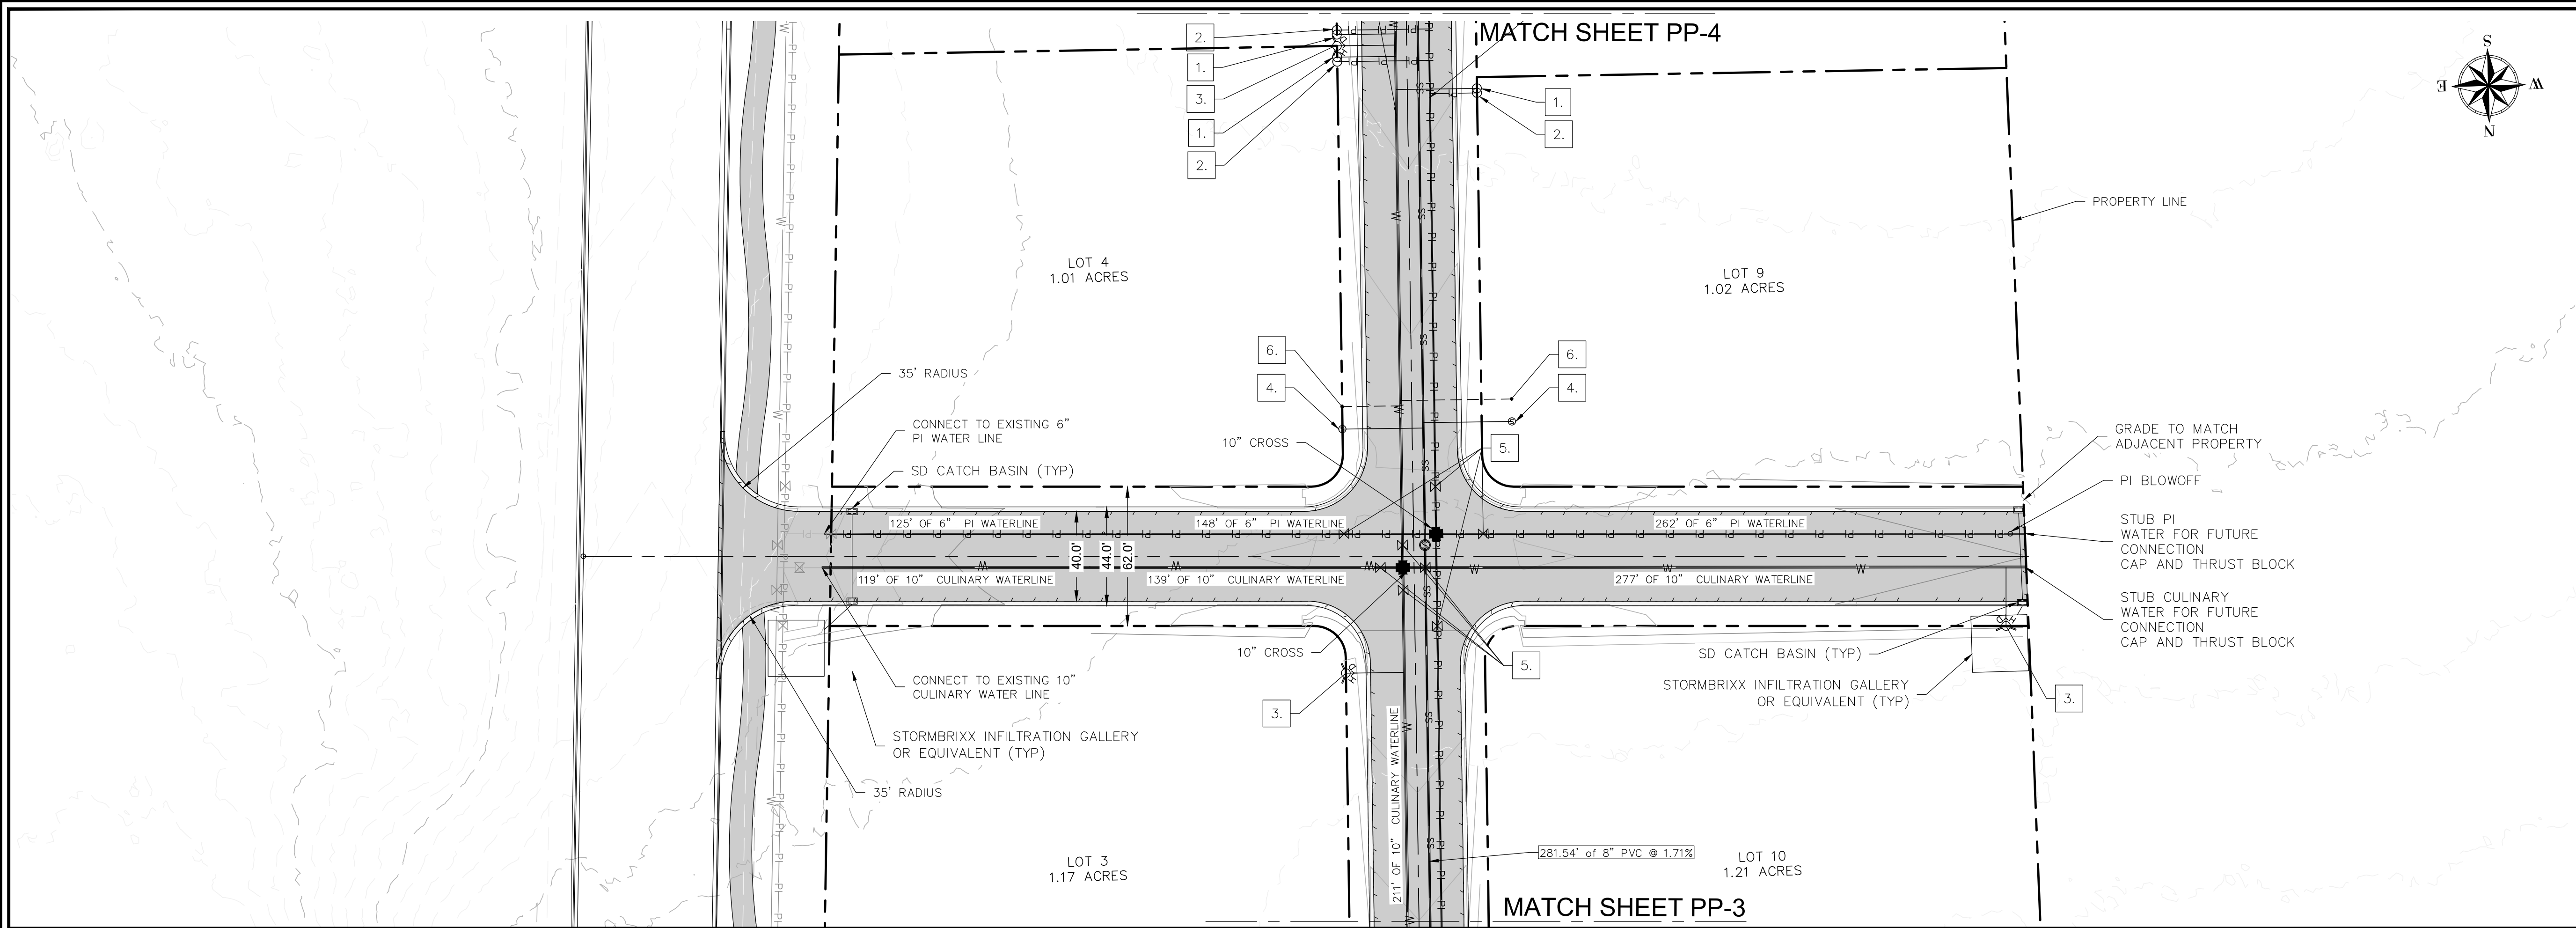 MATCH SHEET PP-4
2.
1.
3.
1.
2.
1.
2.
S
E
W
N
PROPERTY LINE
LOT 4
1.01 ACRES
LOT 9
1.02 ACRES
35' RADIUS
CONNECT TO EXISTING 6"
PI WATER LINE
SD CATCH BASIN (TYP)
6.
4.
10" CROSS
6.
4.
5.
GRADE TO MATCH
ADJACENT PROPERTY
PI BLOWOFF
STUB PI
WATER FOR FUTURE
CONNECTION
CAP AND THRUST BLOCK
STUB CULINARY
WATER FOR FUTURE
CONNECTION
CAP AND THRUST BLOCK
125' OF 6" PI WATERLINE
148' OF 6" PI WATERLINE
262' OF 6" PI WATERLINE
40.0'
44.0'
62.0'
119' OF 10" CULINARY WATERLINE
139' OF 10" CULINARY WATERLINE
277' OF 10" CULINARY WATERLINE
10" CROSS
5.
3.
SD CATCH BASIN (TYP)
STORMBRIXX INFILTRATION GALLERY
OR EQUIVALENT (TYP)
3.
CONNECT TO EXISTING 10"
CULINARY WATER LINE
STORMBRIXX INFILTRATION GALLERY
OR EQUIVALENT (TYP)
35' RADIUS
211' OF 10" CULINARY WATERLINE
281.54' of 8" PVC @ 1.71%
LOT 3
1.17 ACRES
LOT 10
1.21 ACRES
MATCH SHEET PP-3